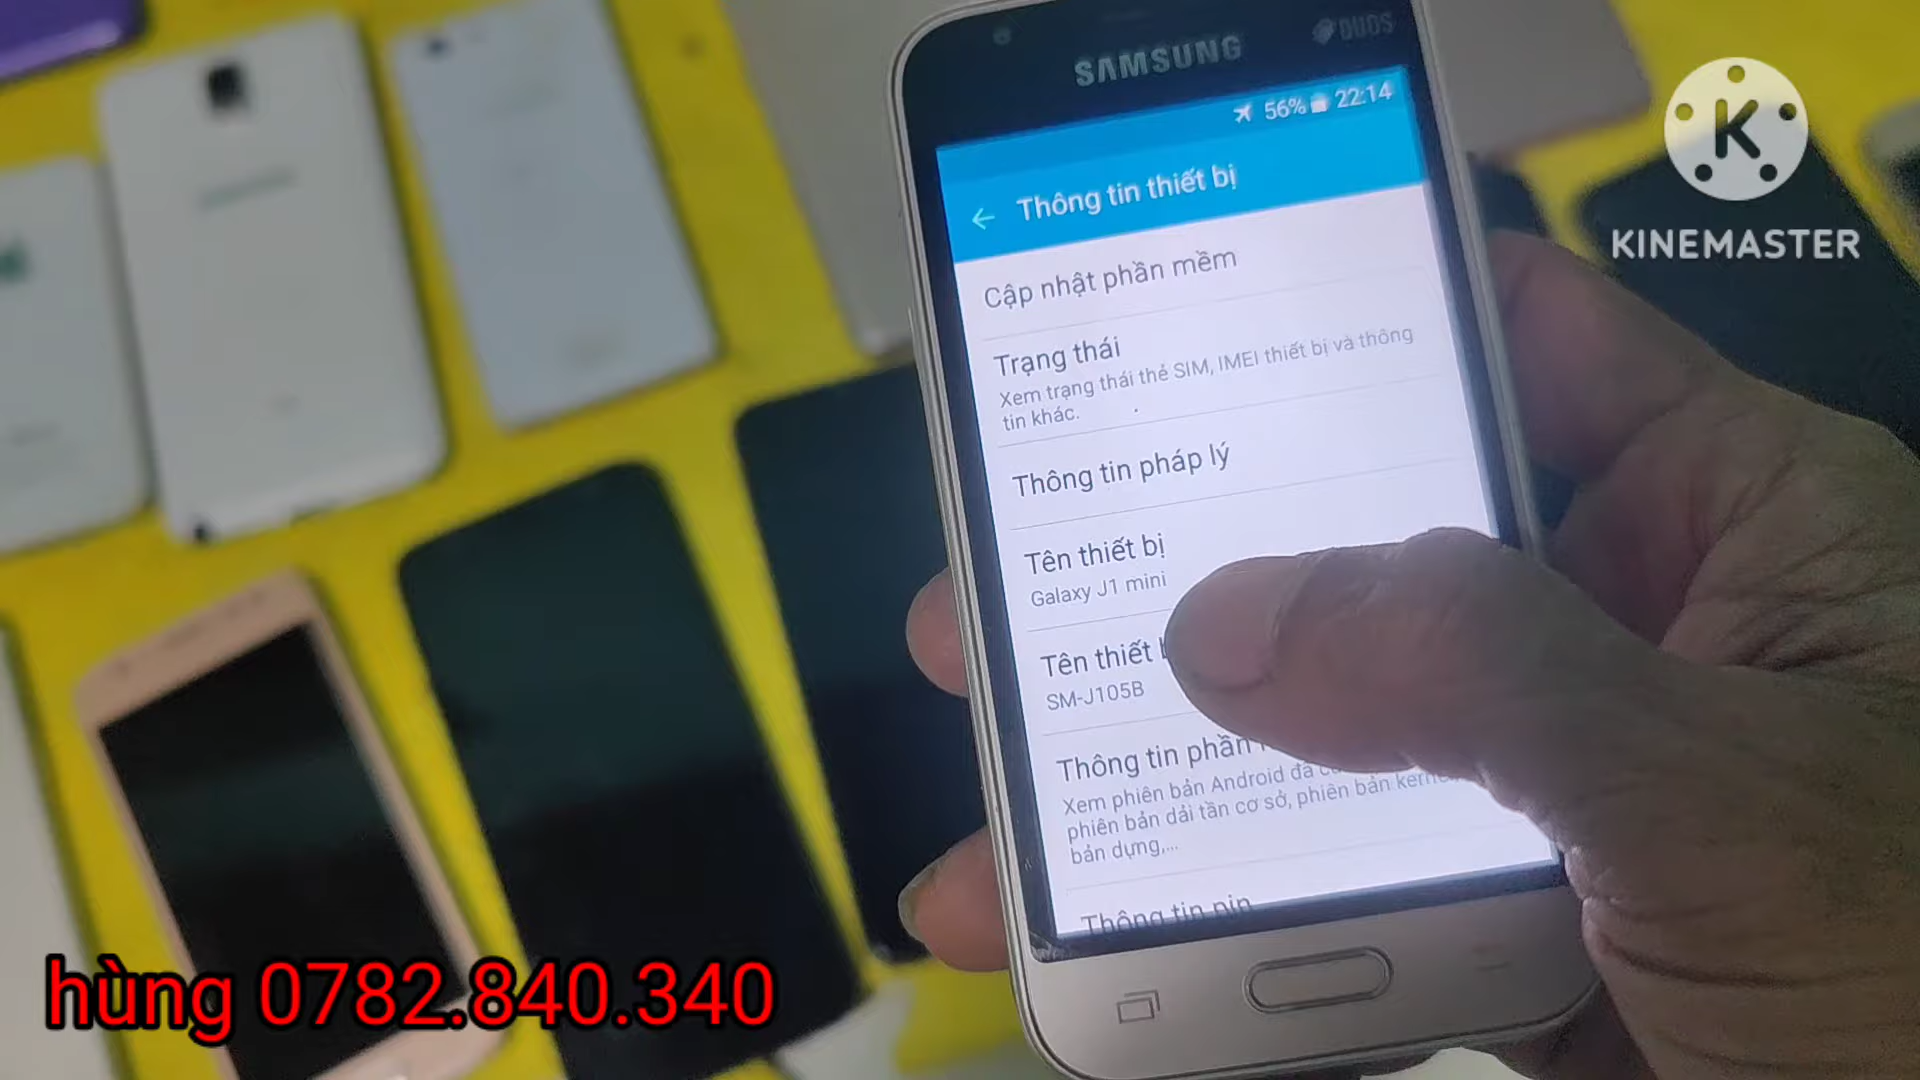 SAMSUNG
DUOS
56% 22:14
Thông tin thiết bị
Cập nhật phần mềm
Trạng thái
Xem trạng thái thẻ SIM, IMEI thiết bị và thông
tin khác.
Thông tin pháp lý
Tên thiết bị
Galaxy J1 mini
Tên thiết
SM-J105B
Thông tin phần
Xem phiên bản Android đã
phiên bản dải tần cơ sở, phiên bản
bản dựng,...
Thông tin pin
K
KINEMASTER
hùng 0782.840.340